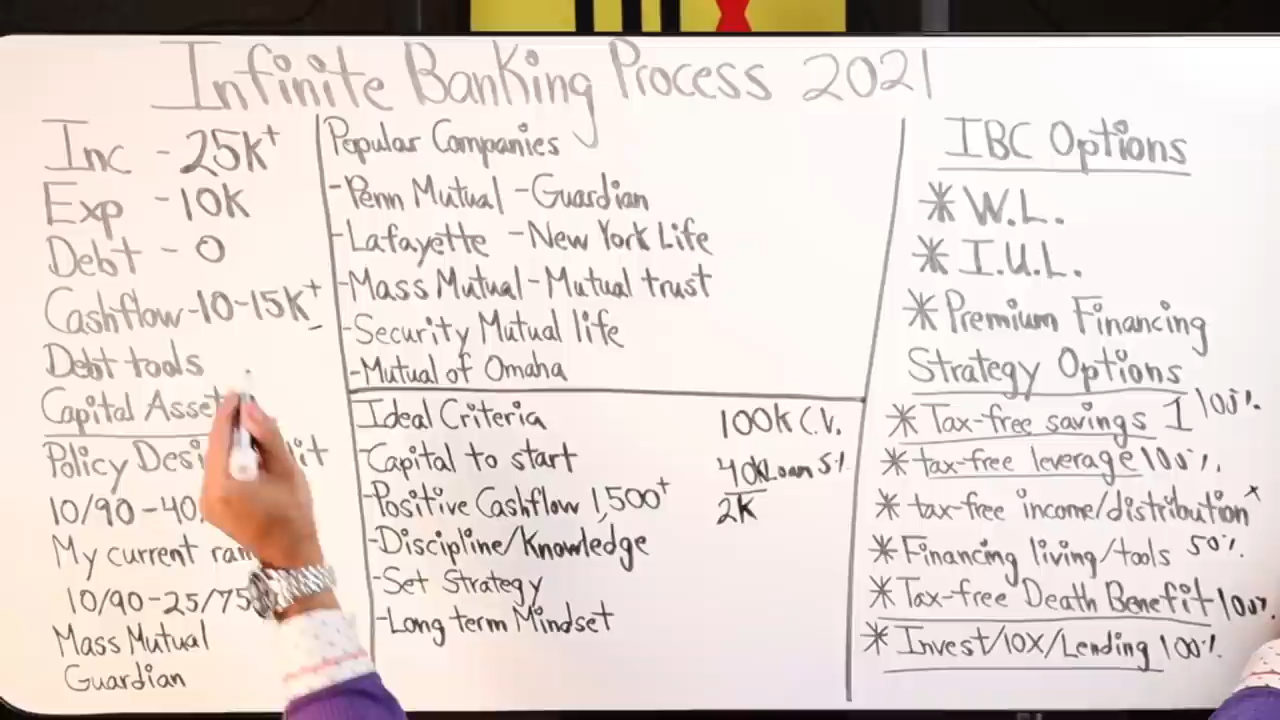 Infinite Banking Process 2021
Inc - 25K+
Exp - 10K
Debt - 0
Cashflow - 10-15K+
Debt tools
Capital Asset
Policy
10/90 - 40
My current
10/90 - 25/75
Mass Mutual
Guardian
Popular Companies
- Penn Mutual - Guardian
- Lafayette - New York Life
- Mass Mutual - Mutual trust
- Security Mutual life
- Mutual of Omaha
Ideal Criteria
- Capital to start
- Positive Cashflow 1,500+
- Discipline/Knowledge
- Set Strategy
- Long term Mindset
100K C.V.
40K Loan 5%
2K
IBC Options
* W.L.
* I.U.L.
* Premium Financing
Strategy Options
* Tax-free savings 1 100%
* tax-free leverage 100%
* tax-free income/distribution*
* Financing living/tools 50%
* Tax-free Death Benefit 100%
* Invest/10X/Lending 100%